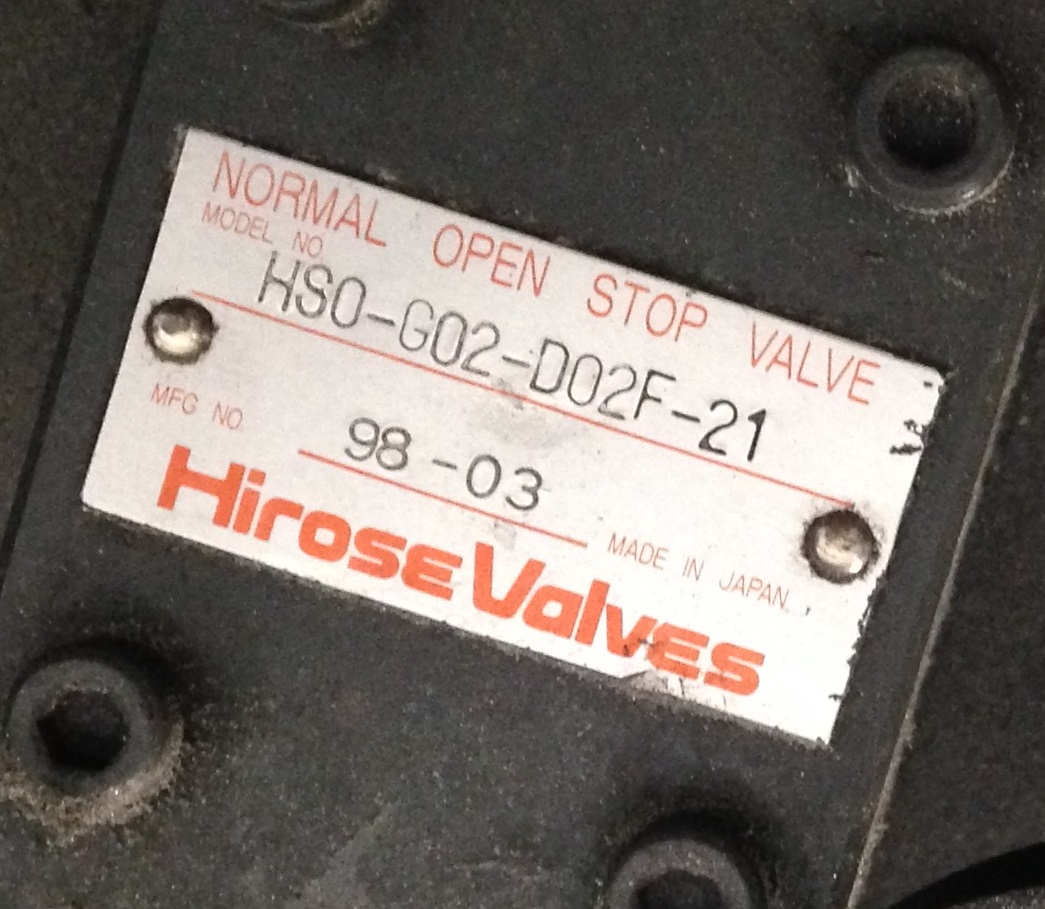 NORMAL OPEN STOP VALVE
MODEL NO.
HSO-G02-D02F-21
MFG NO. 98-03
MADE IN JAPAN
Hirose Valves